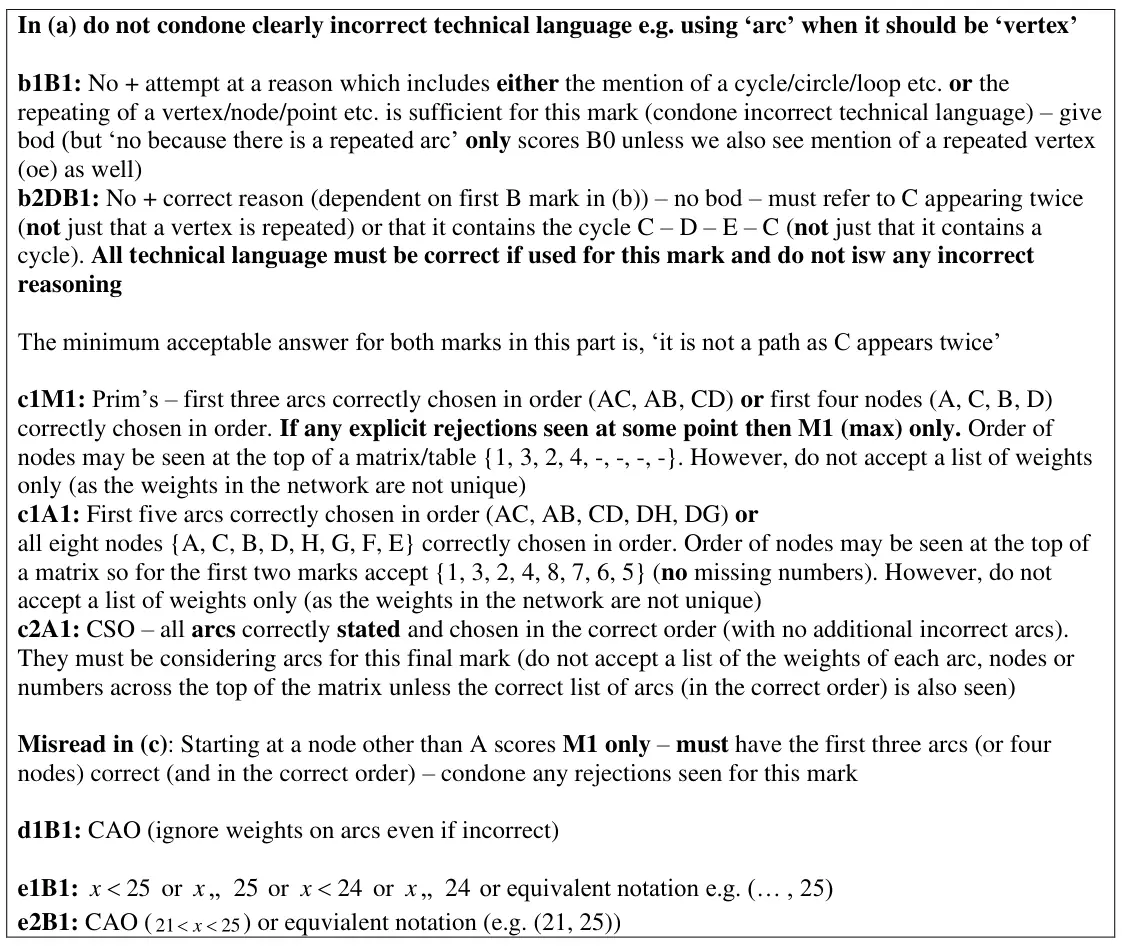 In (a) do not condone clearly incorrect technical language e.g. using ‘arc’ when it should be ‘vertex’
b1B1: No + attempt at a reason which includes either the mention of a cycle/circle/loop etc. or the
repeating of a vertex/node/point etc. is sufficient for this mark (condone incorrect technical language) – give
bod (but ‘no because there is a repeated arc’ only scores B0 unless we also see mention of a repeated vertex
(oe) as well)
b2DB1: No + correct reason (dependent on first B mark in (b)) – no bod – must refer to C appearing twice
(not just that a vertex is repeated) or that it contains the cycle C – D – E – C (not just that it contains a
cycle). All technical language must be correct if used for this mark and do not isw any incorrect
reasoning
The minimum acceptable answer for both marks in this part is, ‘it is not a path as C appears twice’
c1M1: Prim’s – first three arcs correctly chosen in order (AC, AB, CD) or first four nodes (A, C, B, D)
correctly chosen in order. If any explicit rejections seen at some point then M1 (max) only. Order of
nodes may be seen at the top of a matrix/table {1, 3, 2, 4, -, -, -, -}. However, do not accept a list of weights
only (as the weights in the network are not unique)
c1A1: First five arcs correctly chosen in order (AC, AB, CD, DH, DG) or
all eight nodes {A, C, B, D, H, G, F, E} correctly chosen in order. Order of nodes may be seen at the top of
a matrix so for the first two marks accept {1, 3, 2, 4, 8, 7, 6, 5} (no missing numbers). However, do not
accept a list of weights only (as the weights in the network are not unique)
c2A1: CSO – all arcs correctly stated and chosen in the correct order (with no additional incorrect arcs).
They must be considering arcs for this final mark (do not accept a list of the weights of each arc, nodes or
numbers across the top of the matrix unless the correct list of arcs (in the correct order) is also seen)
Misread in (c): Starting at a node other than A scores M1 only – must have the first three arcs (or four
nodes) correct (and in the correct order) – condone any rejections seen for this mark
d1B1: CAO (ignore weights on arcs even if incorrect)
e1B1: x < 25 or x ,, 25 or x < 24 or x ,, 24 or equivalent notation e.g. (… , 25)
e2B1: CAO (21 < x < 25) or equvialent notation (e.g. (21, 25))